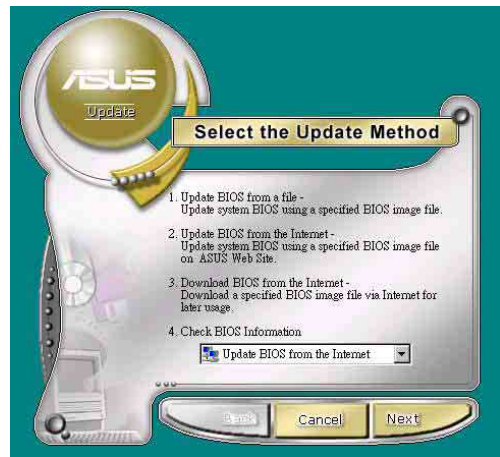 ASUS
Update
Select the Update Method
1. Update BIOS from a file -
Update system BIOS using a specified BIOS image file.
2. Update BIOS from the Internet -
Update system BIOS using a specified BIOS image file
on ASUS Web Site.
3. Download BIOS from the Internet -
Download a specified BIOS image file via Internet for
later usage.
4. Check BIOS Information
Update BIOS from the Internet
Cancel
Next